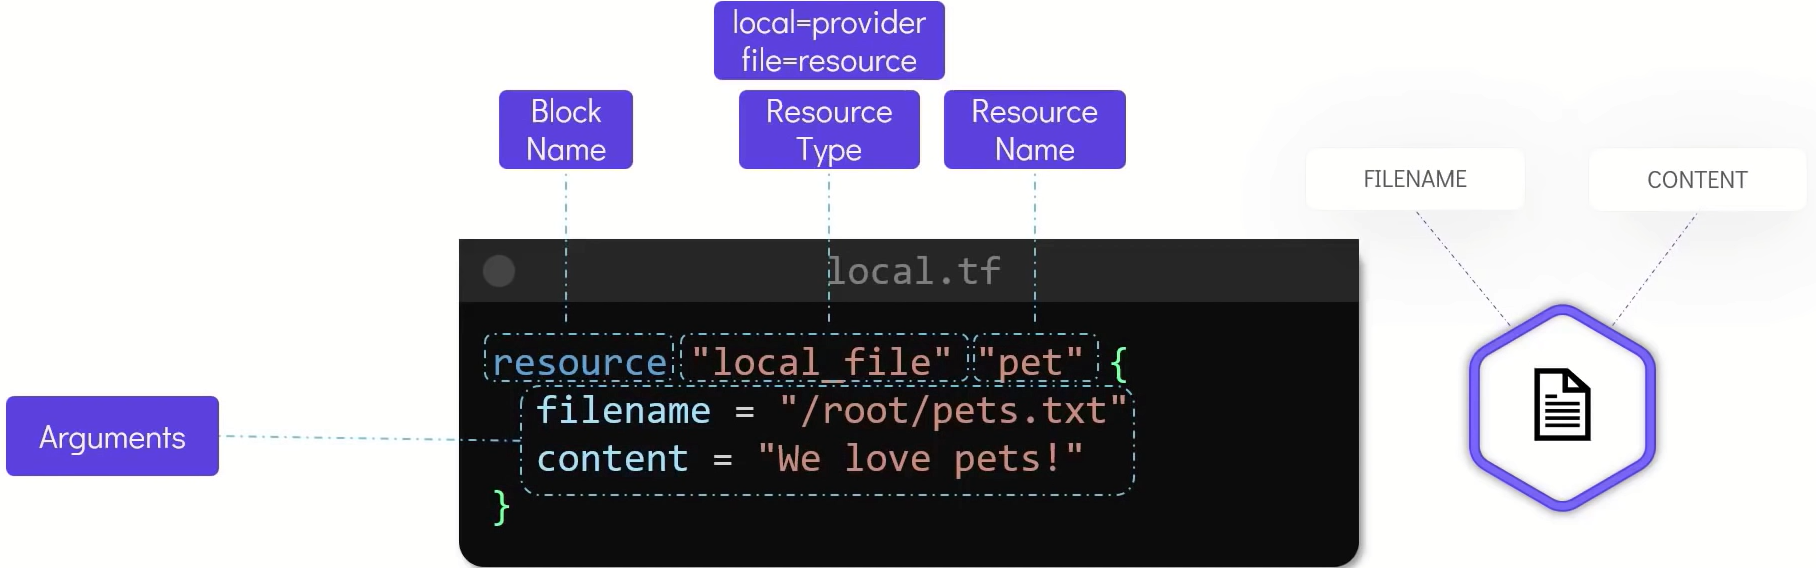 local=provider
file=resource
Block
Name
Resource
Type
Resource
Name
FILENAME
CONTENT
local.tf
resource "local_file" "pet" {
filename = "/root/pets.txt"
content = "We love pets!"
}
Arguments